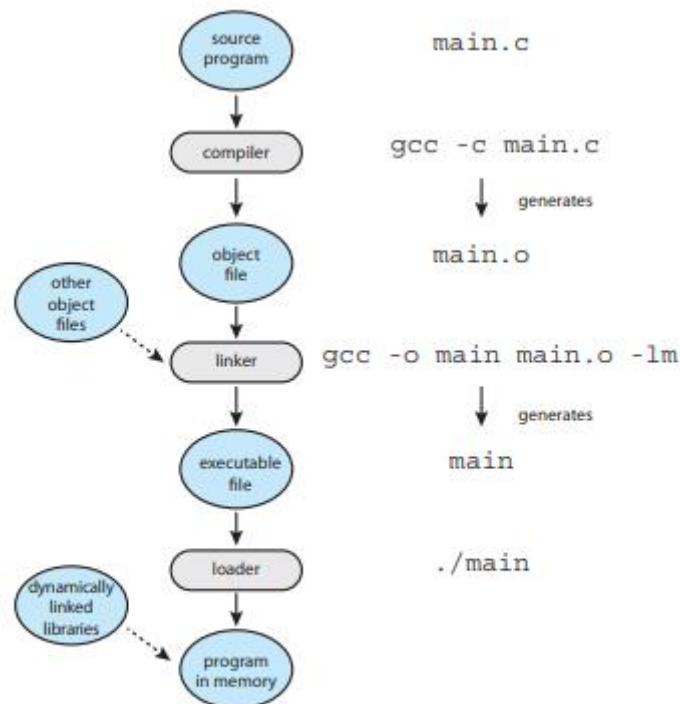 source
program
main.c
compiler
gcc -c main.c
generates
object
file
main.o
other
object
files
linker
gcc -o main main.o -lm
generates
executable
file
main
loader
./main
dynamically
linked
libraries
program
in memory